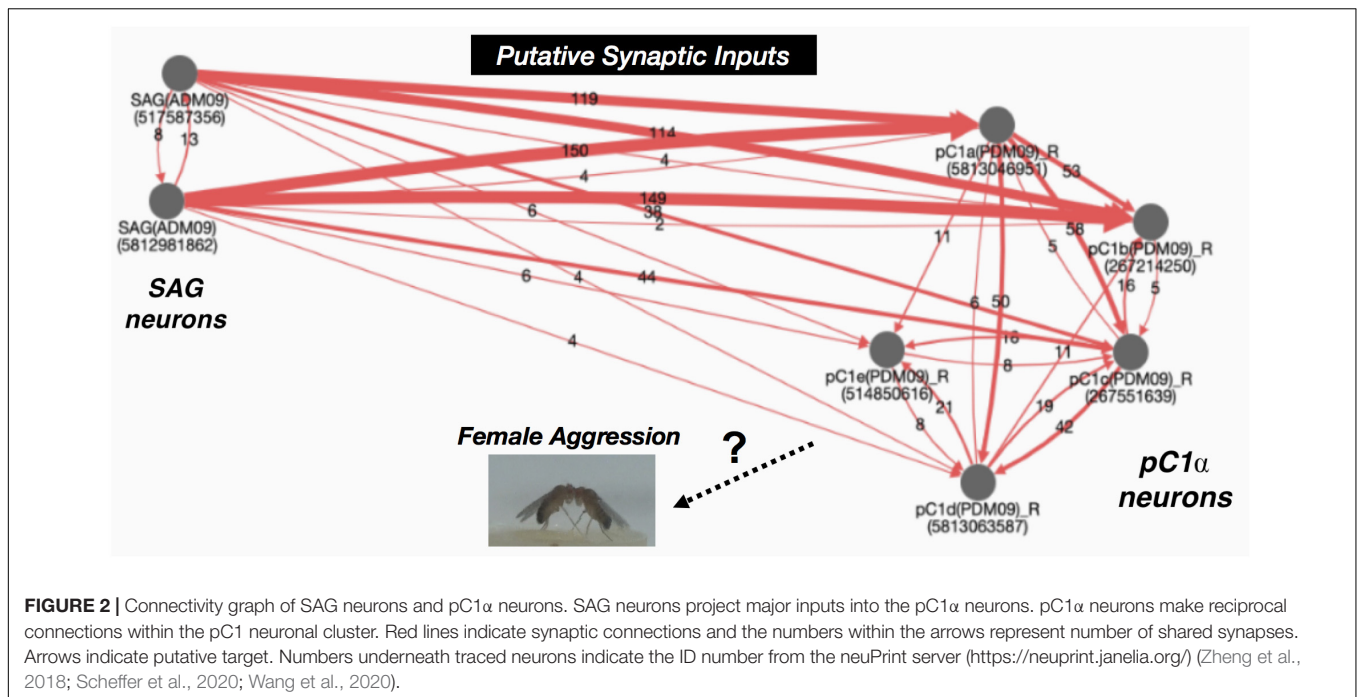 Putative Synaptic Inputs
SAG(ADM09)
(517587356)
8
13
SAG(ADM09)
(5812981862)
SAG
neurons
119
114
150
4
4
149
38
2
6
6
4
44
4
pC1a(PDM09)_R
(5813046951)
53
58
pC1b(PDM09)_R
(267214250)
11
5
16
5
6
50
16
11
8
pC1e(PDM09)_R
(514850616)
pC1c(PDM09)_R
(267551639)
21
8
19
42
pC1d(PDM09)_R
(5813063587)
pC1α
neurons
Female Aggression
?
FIGURE 2 | Connectivity graph of SAG neurons and pC1α neurons. SAG neurons project major inputs into the pC1α neurons. pC1α neurons make reciprocal
connections within the pC1 neuronal cluster. Red lines indicate synaptic connections and the numbers within the arrows represent number of shared synapses.
Arrows indicate putative target. Numbers underneath traced neurons indicate the ID number from the neuPrint server (https://neuprint.janelia.org/) (Zheng et al.,
2018; Scheffer et al., 2020; Wang et al., 2020).